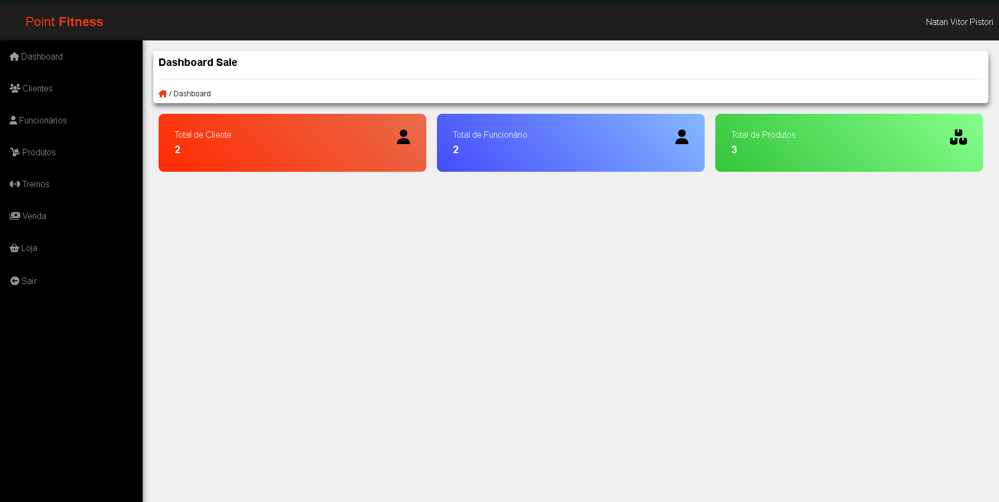 Point Fitness
Natan Vitor Pistori
Dashboard
Clientes
Funcionários
Produtos
Treinos
Venda
Loja
Sair
Dashboard Sale
/ Dashboard
Total de Cliente
2
Total de Funcionário
2
Total de Produtos
3